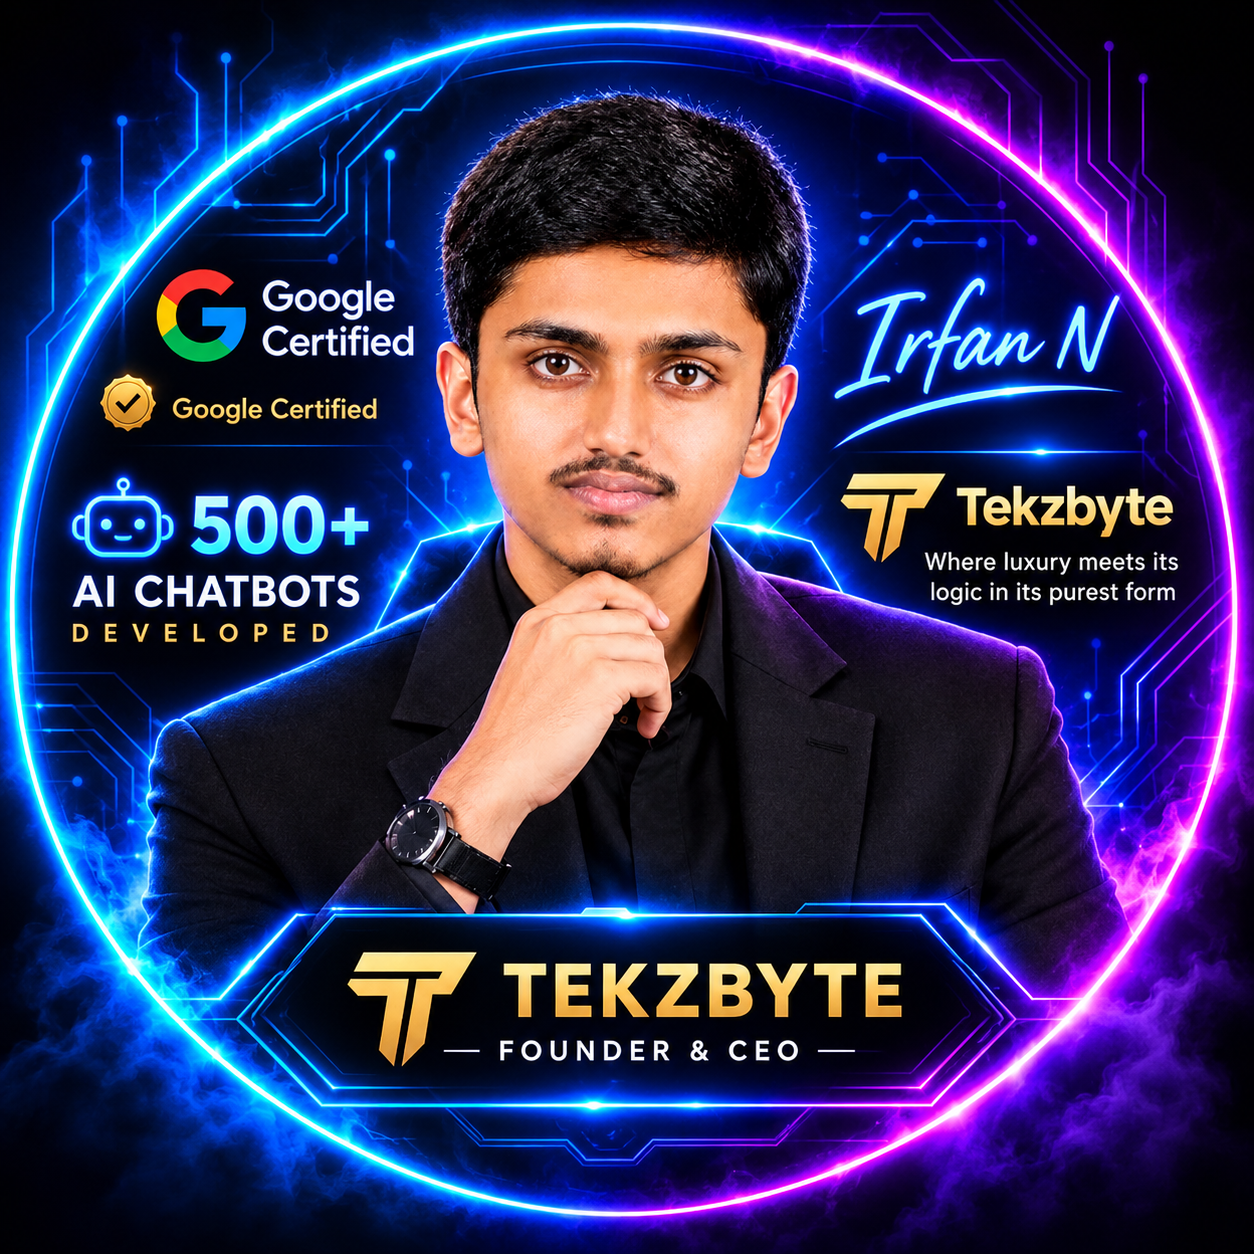 Google
Certified
Google Certified
500+
AI CHATBOTS
DEVELOPED
Irfan N
Tekzbyte
Where luxury meets its
logic in its purest form
TEKZBYTE
FOUNDER & CEO